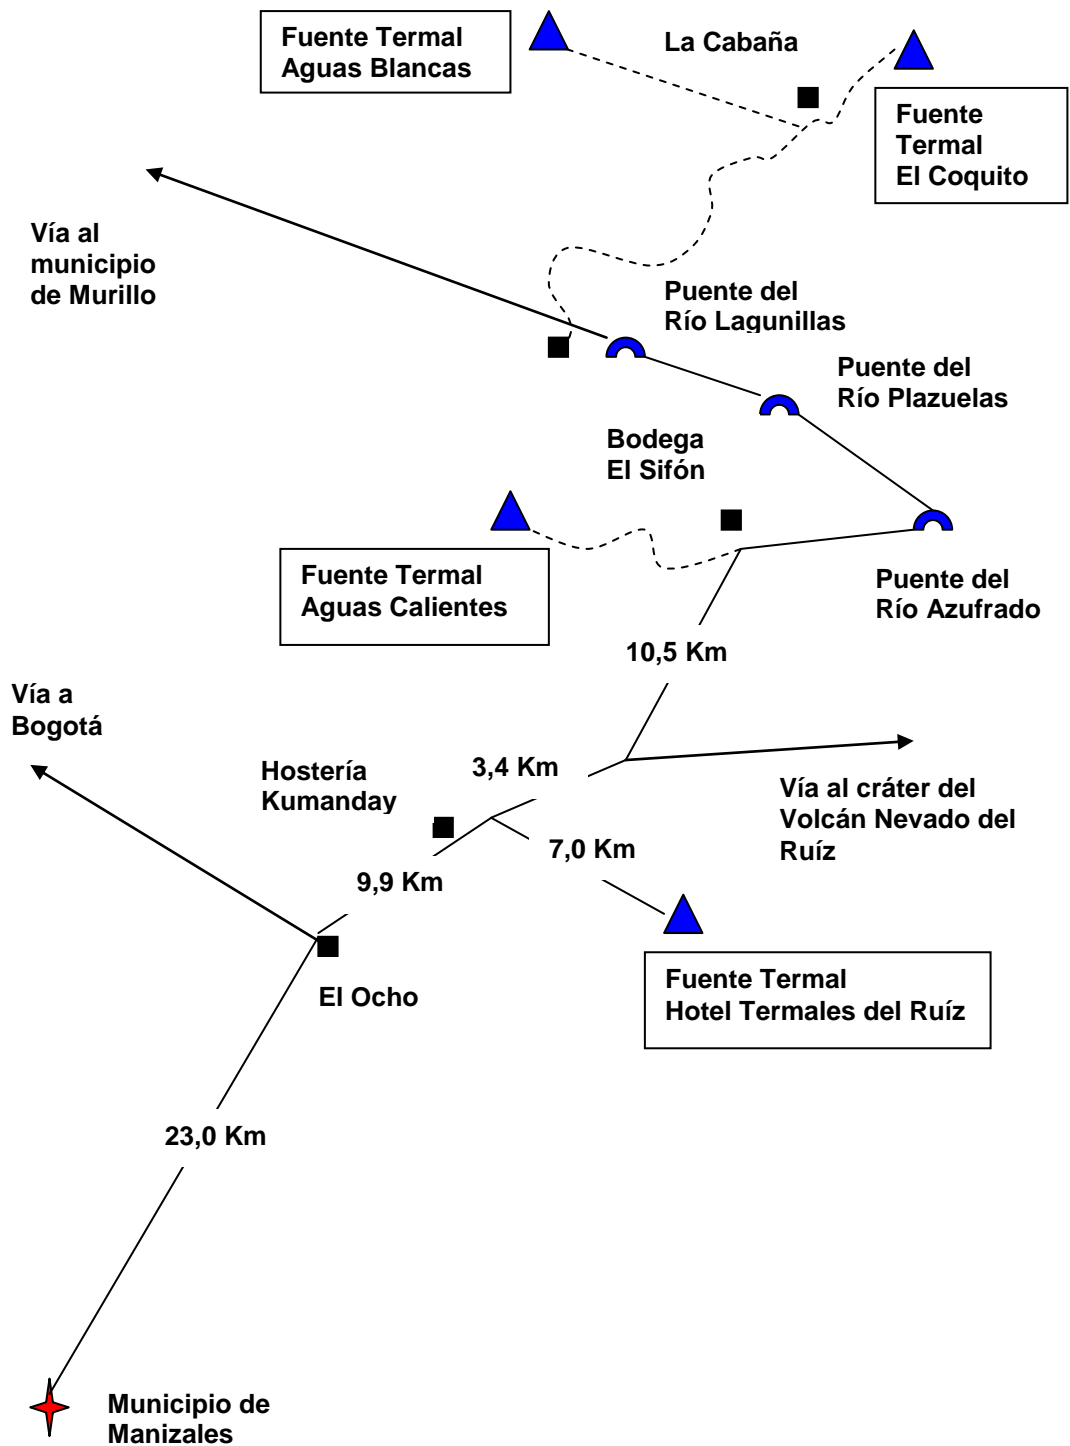 Fuente Termal
Aguas Blancas
La Cabaña
Fuente
Termal
El Coquito
Vía al
municipio
de Murillo
Puente del
Río Lagunillas
Puente del
Río Plazuelas
Bodega
El Sifón
Fuente Termal
Aguas Calientes
Puente del
Río Azufrado
10,5 Km
Vía a
Bogotá
Hostería
Kumanday
3,4 Km
Vía al cráter del
Volcán Nevado del
Ruíz
7,0 Km
9,9 Km
Fuente Termal
Hotel Termales del Ruíz
El Ocho
23,0 Km
Municipio de
Manizales